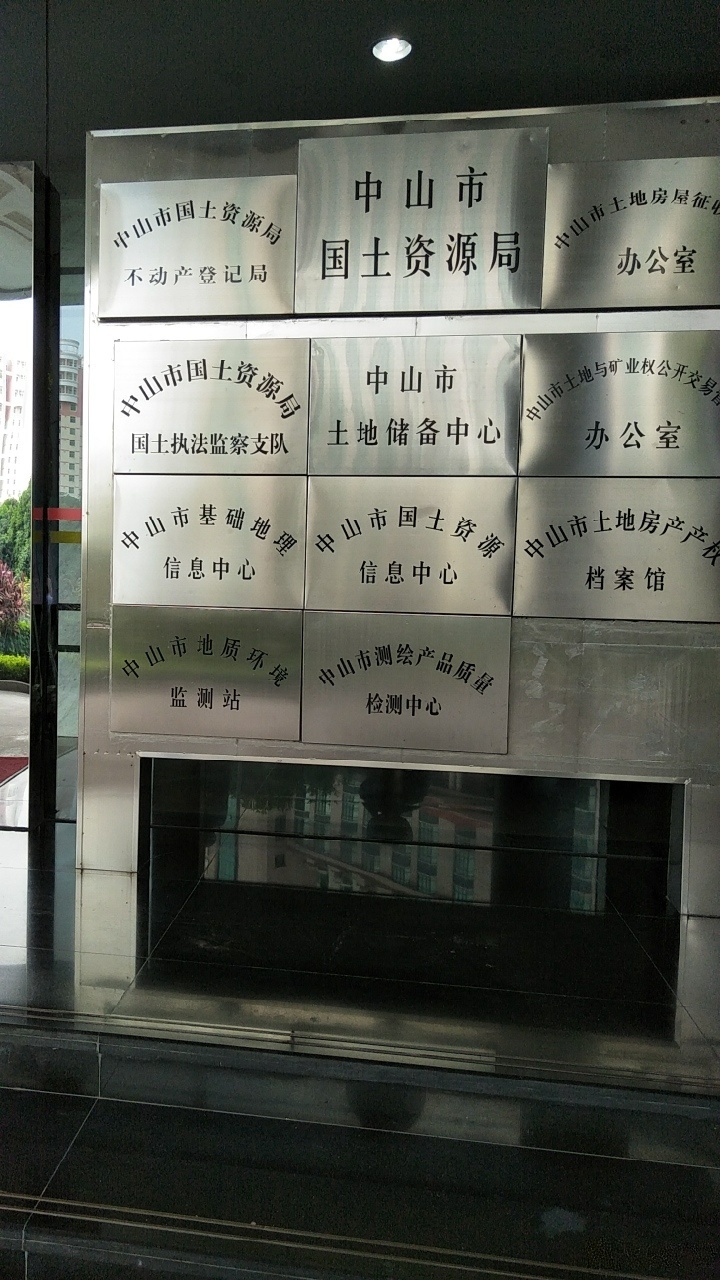 中山市国土资源局
不动产登记局
中山市
国土资源局
中山市土地房屋征收
办公室
中山市国土资源局
国土执法监察支队
中山市
土地储备中心
中山市土地与矿业权公开交易
办公室
中山市基础地理
信息中心
中山市国土资源
信息中心
中山市土地房产产权
档案馆
中山市地质环境
监测站
中山市测绘产品质量
检测中心